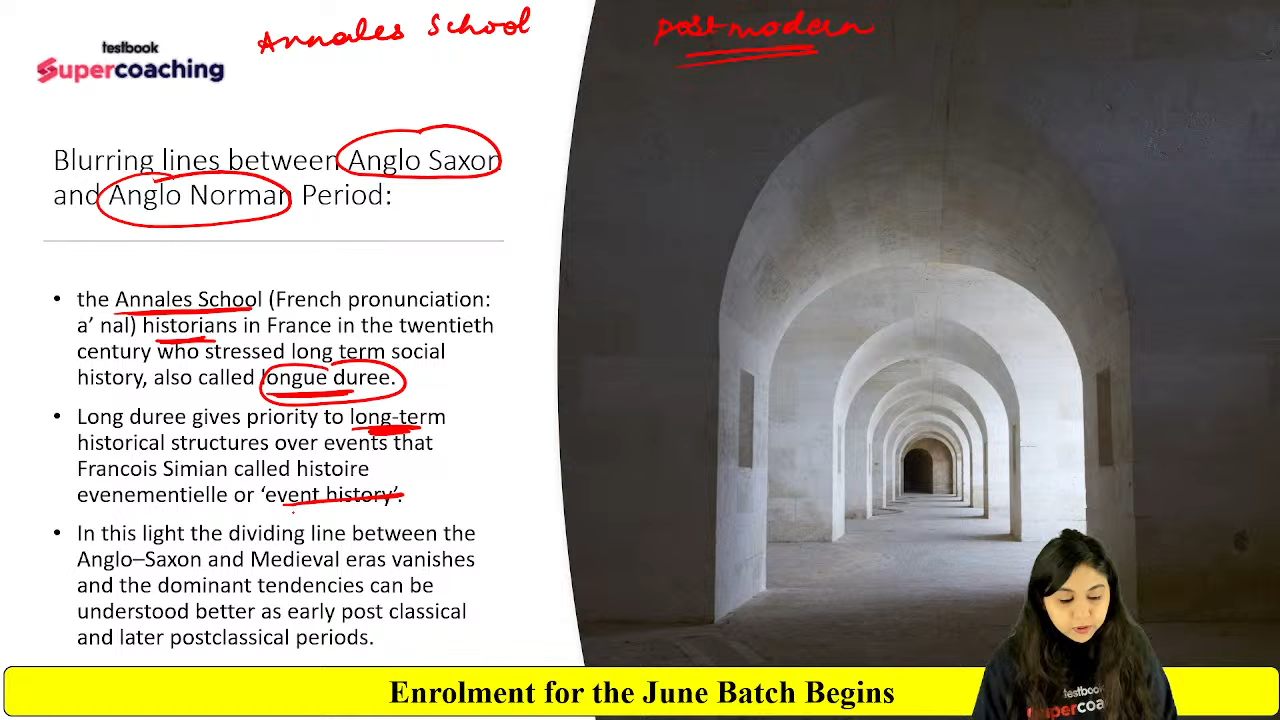 Annales School
postmodern
testbook
Supercoaching
Blurring lines between Anglo Saxon
and Anglo Norman Period:
• the Annales School (French pronunciation:
a’ nal) historians in France in the twentieth
century who stressed long term social
history, also called longue duree.
• Long duree gives priority to long-term
historical structures over events that
Francois Simian called histoire
evenementielle or ‘event history’.
• In this light the dividing line between the
Anglo–Saxon and Medieval eras vanishes
and the dominant tendencies can be
understood better as early post classical
and later postclassical periods.
testbook
Supercoa
Enrolment for the June Batch Begins